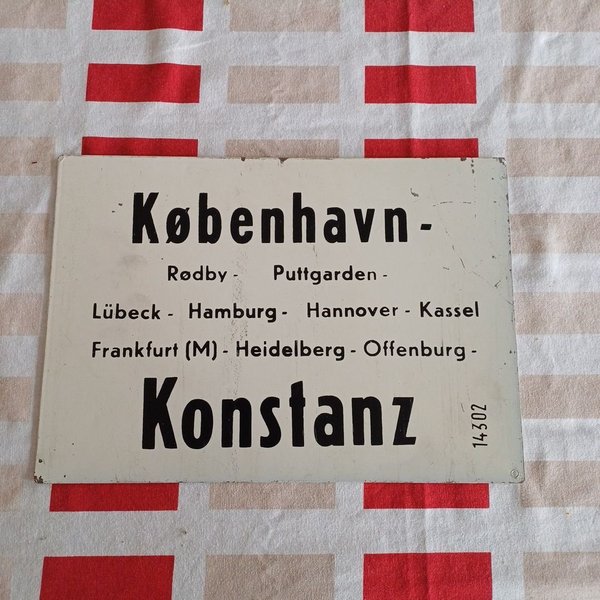 København-
Rødby - Puttgarden -
Lübeck - Hamburg - Hannover - Kassel
Frankfurt (M) - Heidelberg - Offenburg -
Konstanz
14302